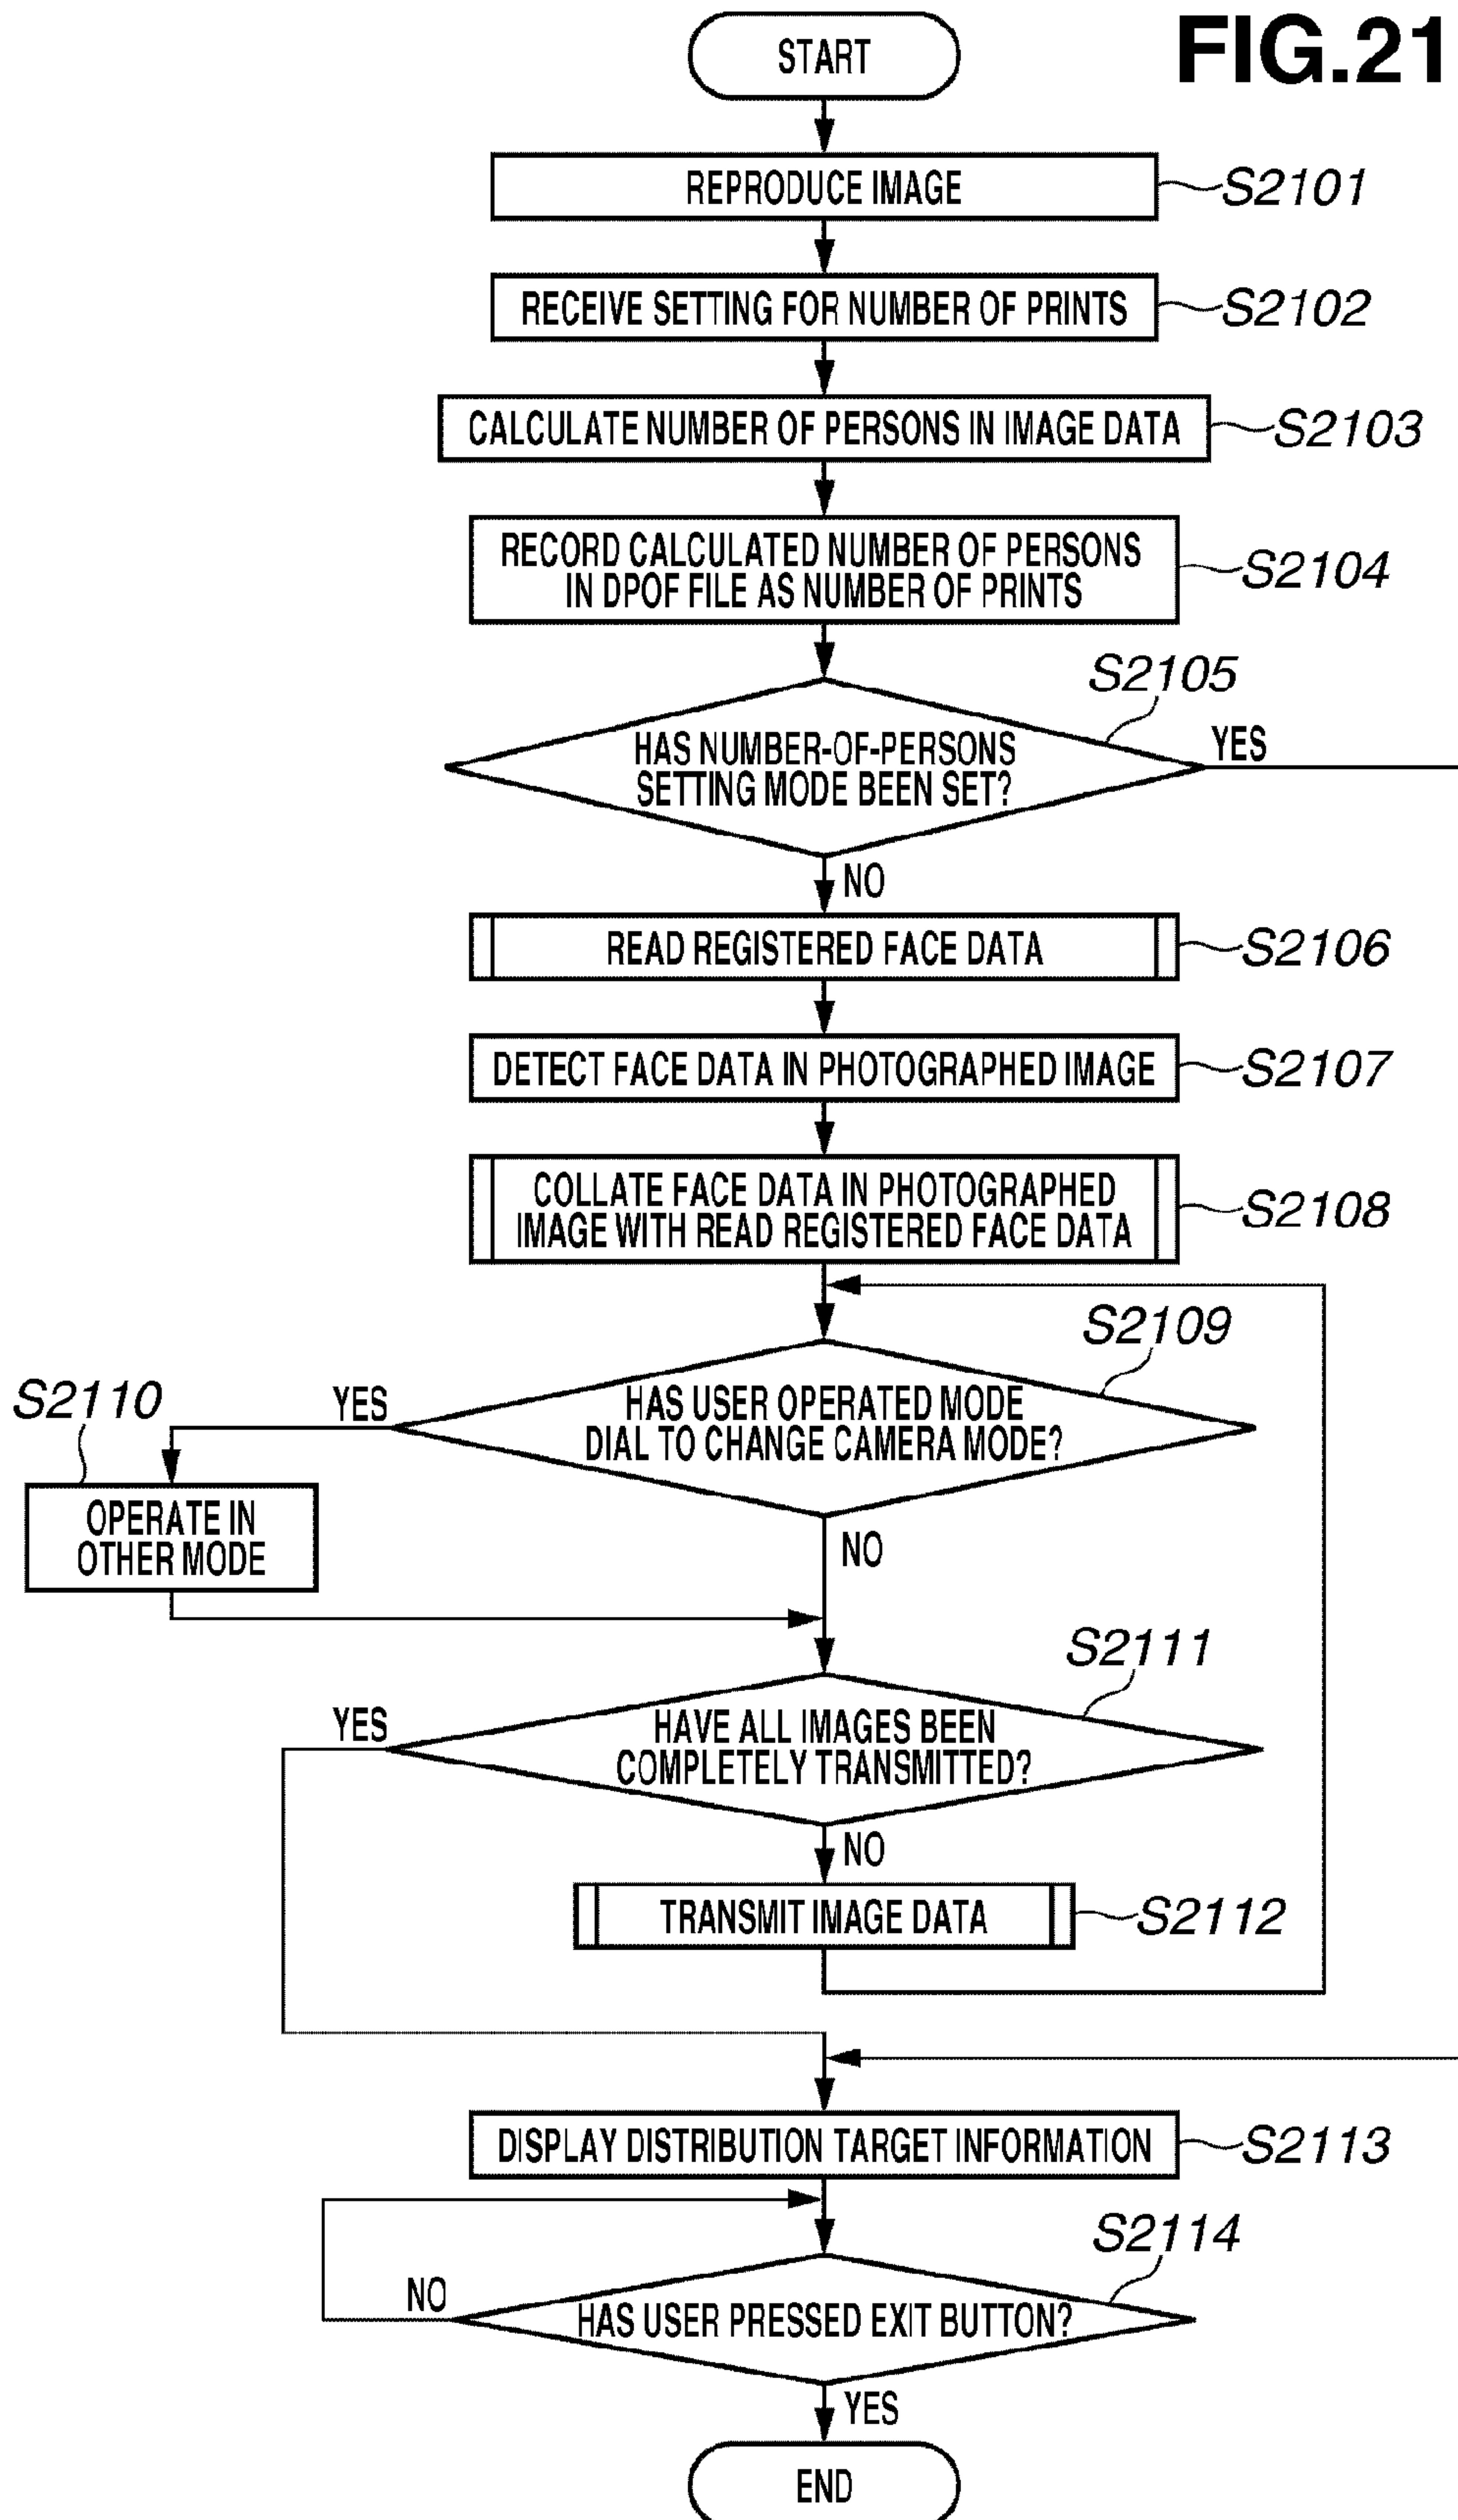 FIG.21
START
REPRODUCE IMAGE
S2101
RECEIVE SETTING FOR NUMBER OF PRINTS
S2102
CALCULATE NUMBER OF PERSONS IN IMAGE DATA
S2103
RECORD CALCULATED NUMBER OF PERSONS
IN DPOF FILE AS NUMBER OF PRINTS
S2104
S2105
HAS NUMBER-OF-PERSONS
SETTING MODE BEEN SET?
YES
NO
READ REGISTERED FACE DATA
S2106
DETECT FACE DATA IN PHOTOGRAPHED IMAGE
S2107
COLLATE FACE DATA IN PHOTOGRAPHED
IMAGE WITH READ REGISTERED FACE DATA
S2108
S2109
HAS USER OPERATED MODE
DIAL TO CHANGE CAMERA MODE?
YES
S2110
OPERATE IN
OTHER MODE
NO
S2111
HAVE ALL IMAGES BEEN
COMPLETELY TRANSMITTED?
YES
NO
TRANSMIT IMAGE DATA
S2112
DISPLAY DISTRIBUTION TARGET INFORMATION
S2113
S2114
HAS USER PRESSED EXIT BUTTON?
NO
YES
END